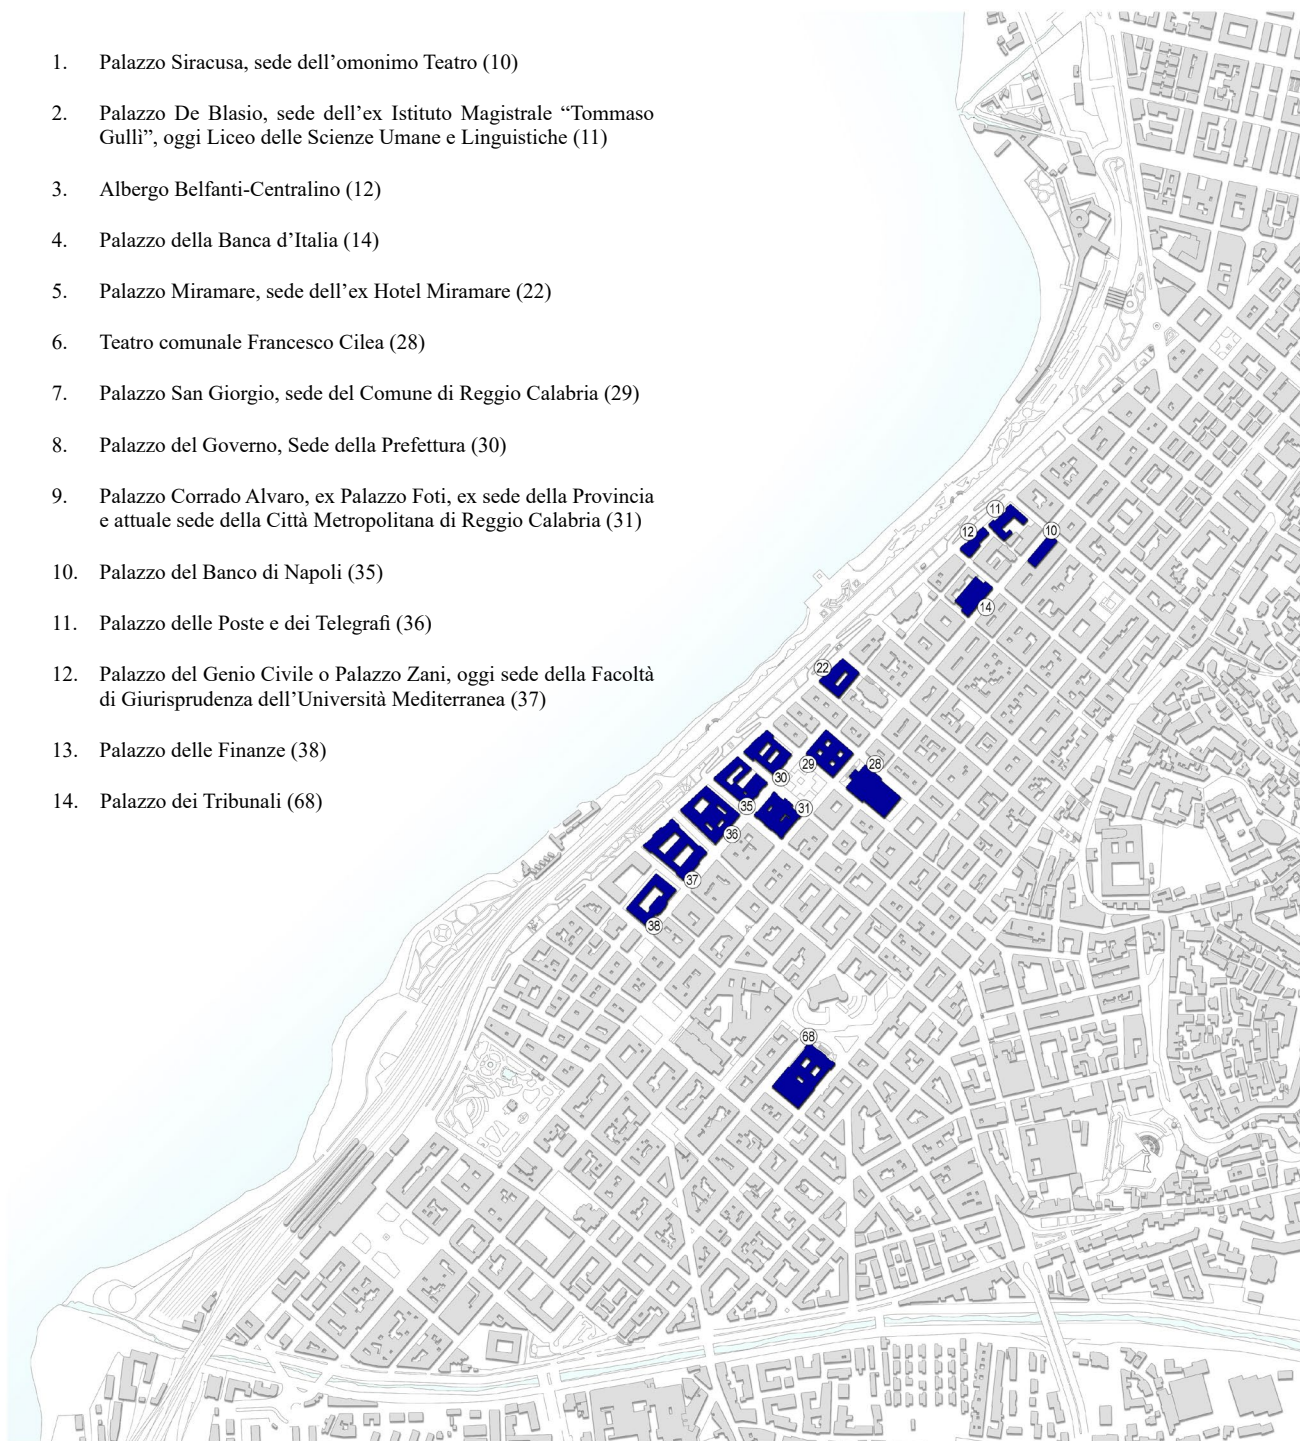 1. Palazzo Siracusa, sede dell’omonimo Teatro (10)
2. Palazzo De Blasio, sede dell’ex Istituto Magistrale “Tommaso
Gullì”, oggi Liceo delle Scienze Umane e Linguistiche (11)
3. Albergo Belfanti-Centralino (12)
4. Palazzo della Banca d’Italia (14)
5. Palazzo Miramare, sede dell’ex Hotel Miramare (22)
6. Teatro comunale Francesco Cilea (28)
7. Palazzo San Giorgio, sede del Comune di Reggio Calabria (29)
8. Palazzo del Governo, Sede della Prefettura (30)
9. Palazzo Corrado Alvaro, ex Palazzo Foti, ex sede della Provincia
e attuale sede della Città Metropolitana di Reggio Calabria (31)
10. Palazzo del Banco di Napoli (35)
11. Palazzo delle Poste e dei Telegrafi (36)
12. Palazzo del Genio Civile o Palazzo Zani, oggi sede della Facoltà
di Giurisprudenza dell’Università Mediterranea (37)
13. Palazzo delle Finanze (38)
14. Palazzo dei Tribunali (68)
11
12
10
14
22
29
28
30
35
31
36
37
38
68